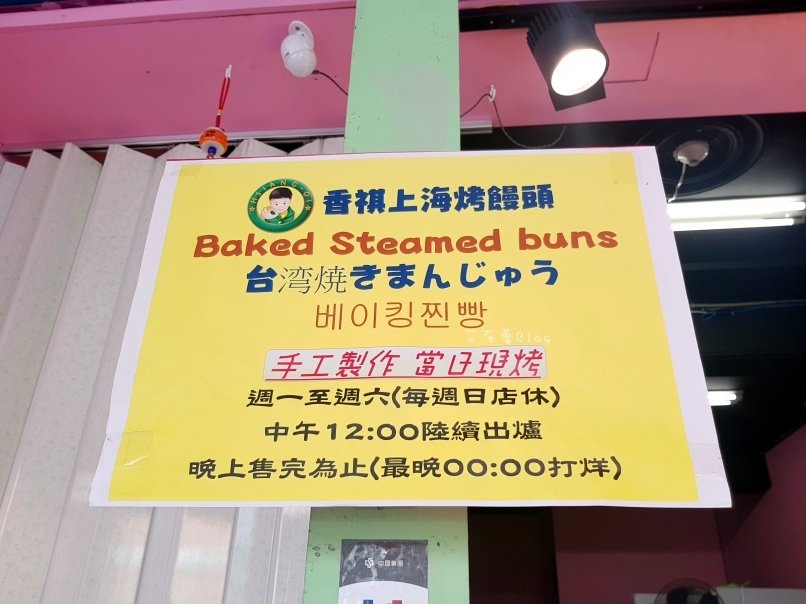 HSIANG-QI
香祺上海烤饅頭
Baked Steamed buns
台湾焼きまんじゅう
베이킹찐빵
手工製作 當日現烤
週一至週六(每週日店休)
中午12:00陸續出爐
晚上售完為止(最晚00:00打烊)